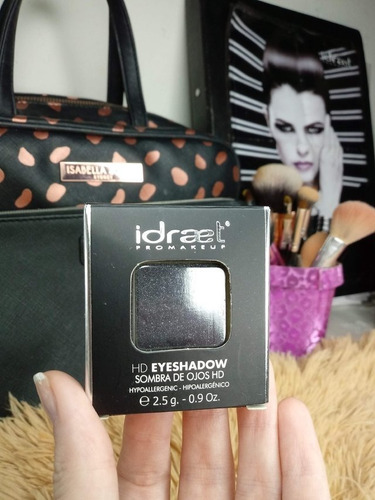 ISABELLA
idraet
PROMAKEUP
HD EYESHADOW
SOMBRA DE OJOS HD
HYPOALLERGENIC - HIPOALERGÉNICO
℮ 2.5 g. - 0.9 Oz.